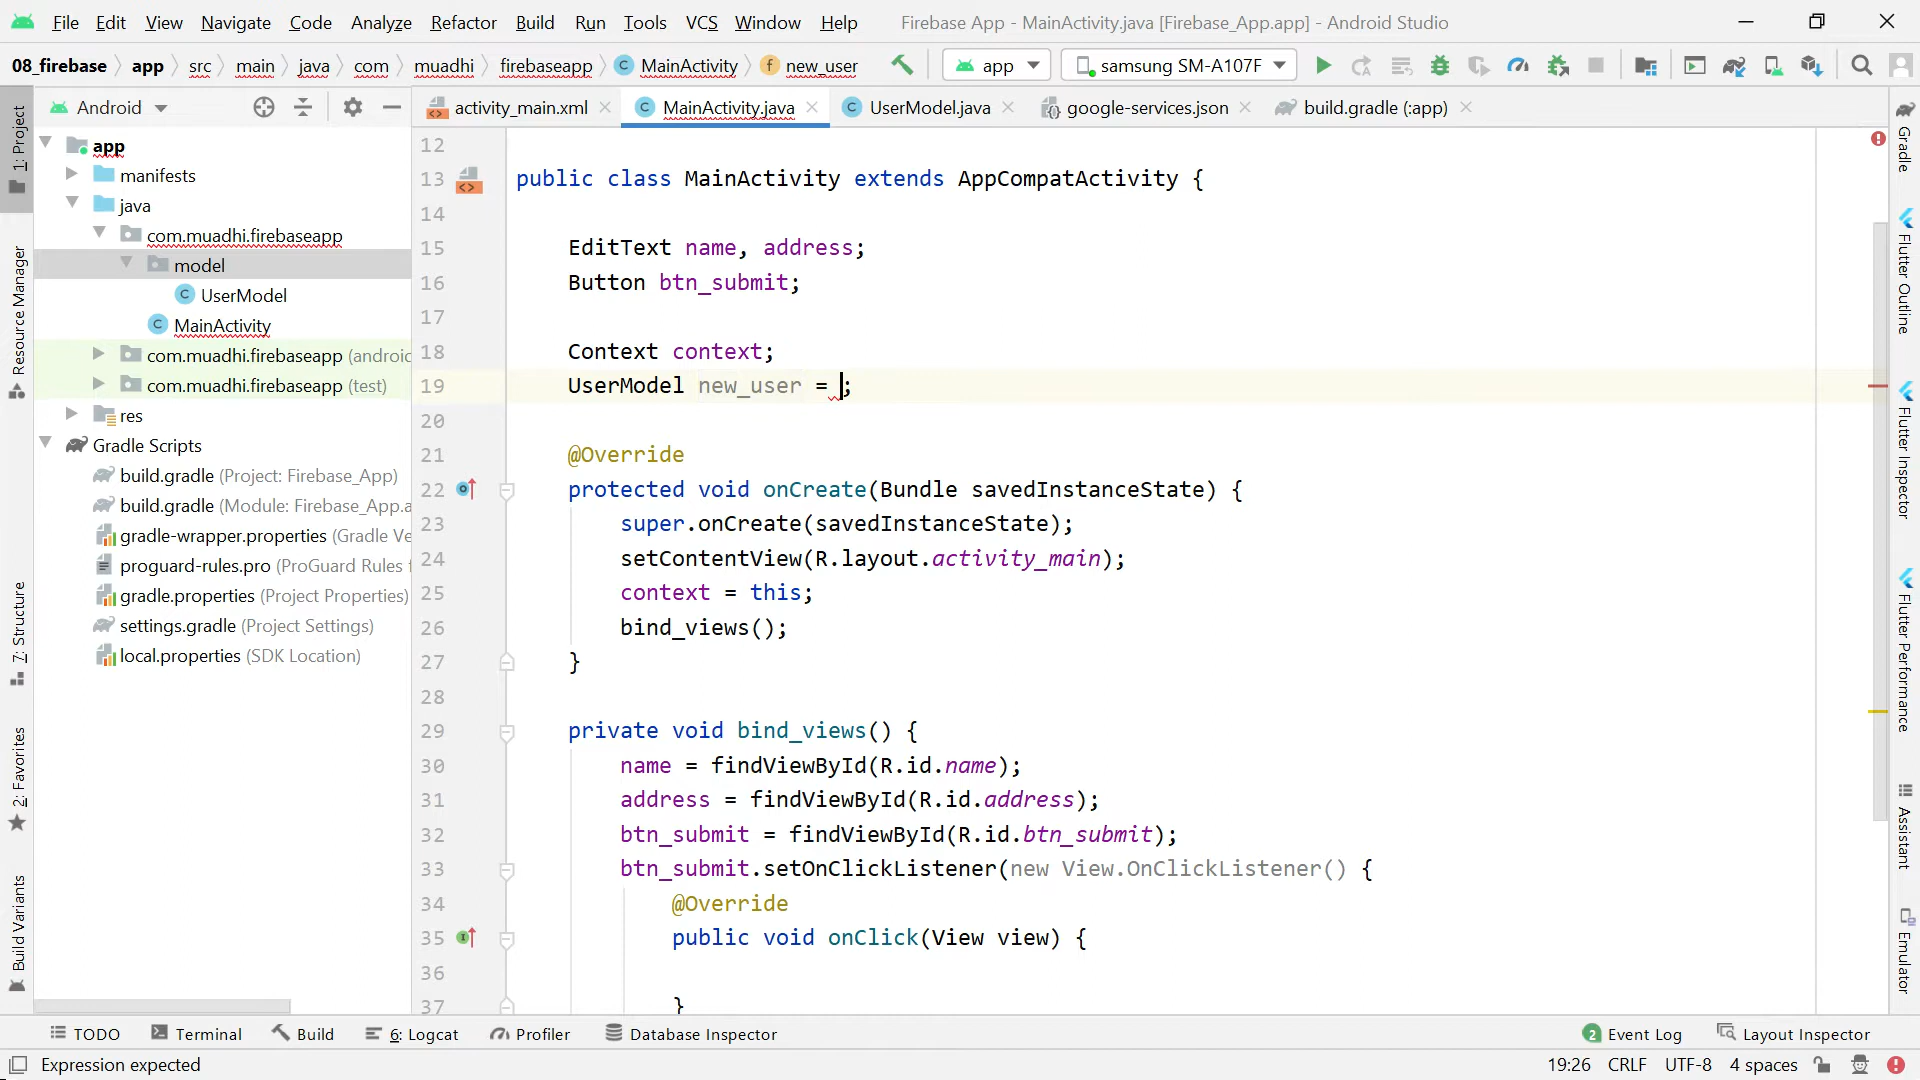 File Edit View Navigate Code Analyze Refactor Build Run Tools VCS Window Help Firebase App - MainActivity.java [Firebase_App.app] - Android Studio
08_firebase app src main java com muadhi firebaseapp MainActivity new_user app samsung SM-A107F
Android
activity_main.xml MainActivity.java UserModel.java google-services.json build.gradle (:app)
1: Project
Resource Manager
7: Structure
2: Favorites
Build Variants
app
manifests
java
com.muadhi.firebaseapp
model
UserModel
MainActivity
com.muadhi.firebaseapp (android
com.muadhi.firebaseapp (test)
res
Gradle Scripts
build.gradle (Project: Firebase_App)
build.gradle (Module: Firebase_App.a
gradle-wrapper.properties (Gradle Ve
proguard-rules.pro (ProGuard Rules f
gradle.properties (Project Properties)
settings.gradle (Project Settings)
local.properties (SDK Location)
12
13 public class MainActivity extends AppCompatActivity {
14
15 EditText name, address;
16 Button btn_submit;
17
18 Context context;
19 UserModel new_user = ;
20
21 @Override
22 protected void onCreate(Bundle savedInstanceState) {
23 super.onCreate(savedInstanceState);
24 setContentView(R.layout.activity_main);
25 context = this;
26 bind_views();
27 }
28
29 private void bind_views() {
30 name = findViewById(R.id.name);
31 address = findViewById(R.id.address);
32 btn_submit = findViewById(R.id.btn_submit);
33 btn_submit.setOnClickListener(new View.OnClickListener() {
34 @Override
35 public void onClick(View view) {
36
37 }
Gradle
Flutter Outline
Flutter Inspector
Flutter Performance
Assistant
Emulator
TODO Terminal Build 6: Logcat Profiler Database Inspector 2 Event Log Layout Inspector
Expression expected 19:26 CRLF UTF-8 4 spaces